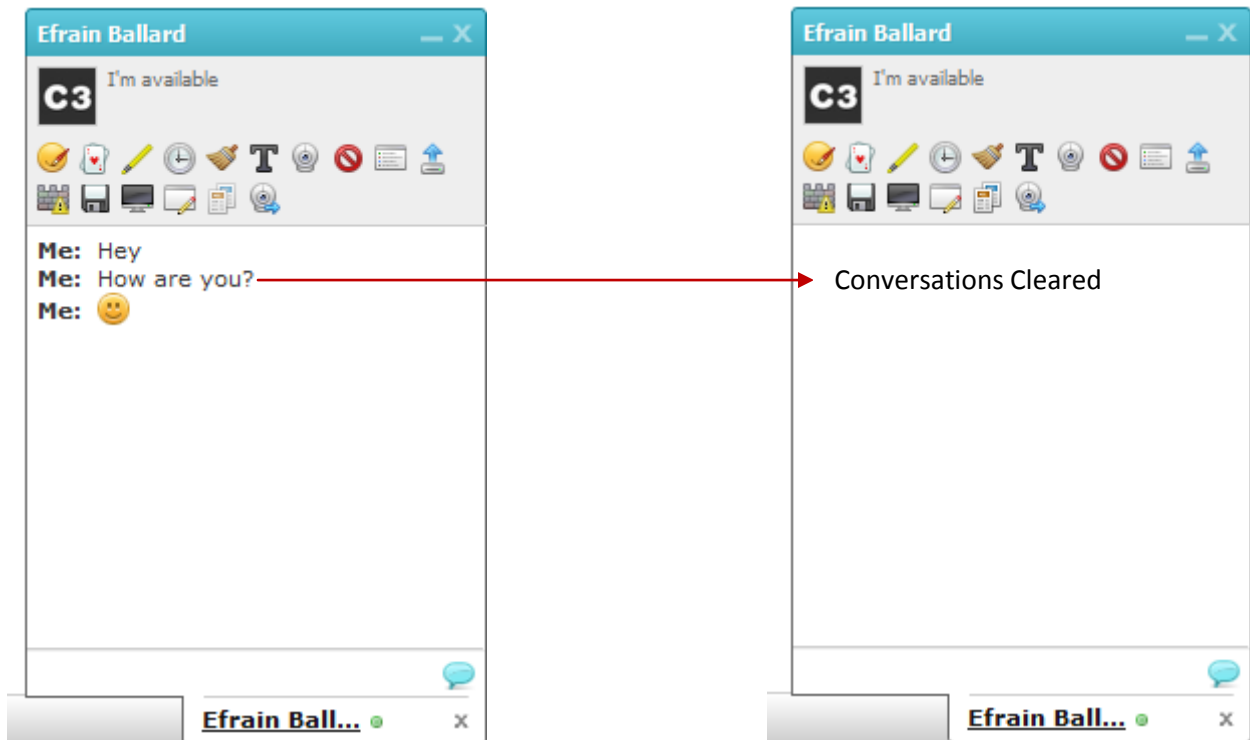 Efrain Ballard
X
C3
I'm available
T
Me: Hey
Me: How are you?
Me:
Efrain Ball...
x
Efrain Ballard
X
C3
I'm available
T
Conversations Cleared
Efrain Ball...
x